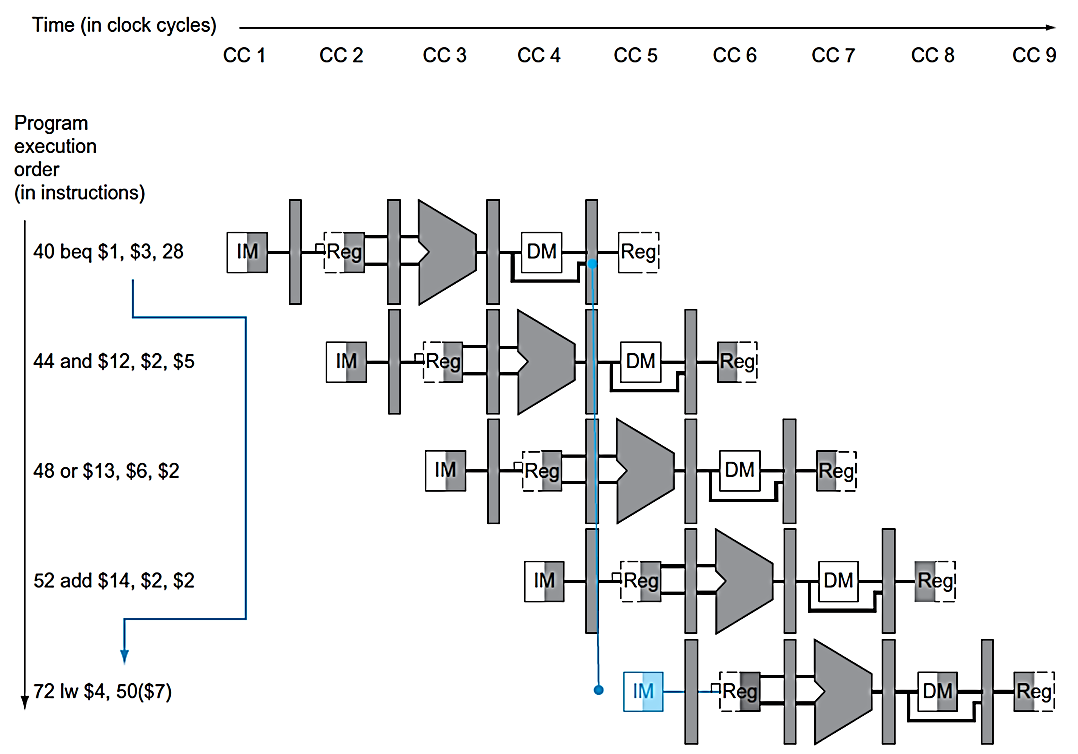 Time (in clock cycles)
CC 1 CC 2 CC 3 CC 4 CC 5 CC 6 CC 7 CC 8 CC 9
Program
execution
order
(in instructions)
40 beq $1, $3, 28
IM Reg DM Reg
44 and $12, $2, $5
IM Reg DM Reg
48 or $13, $6, $2
IM Reg DM Reg
52 add $14, $2, $2
IM Reg DM Reg
72 lw $4, 50($7)
IM Reg DM Reg